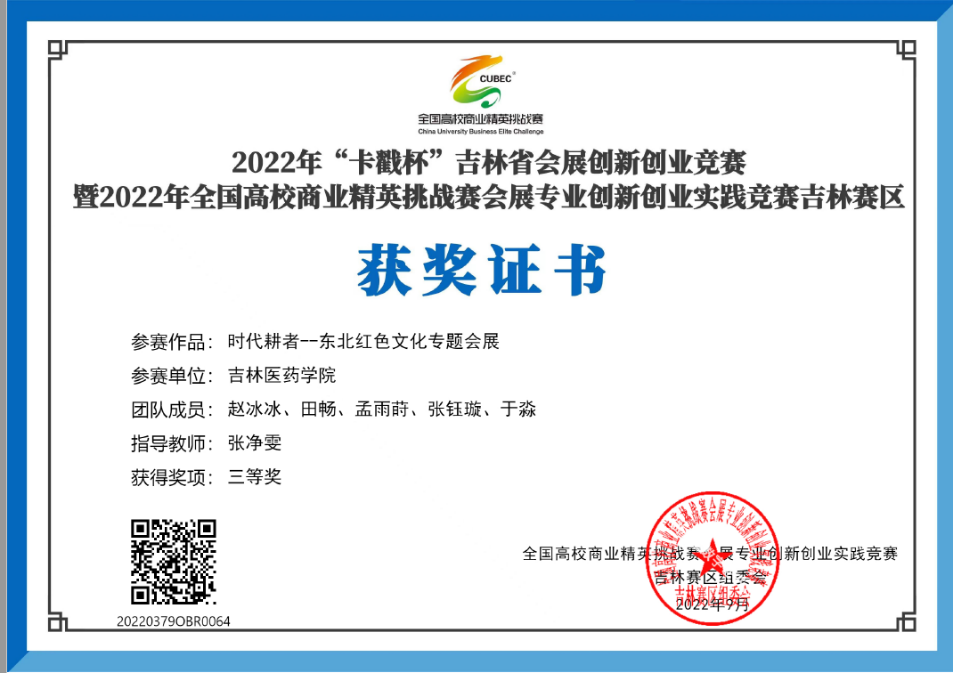 CUBEC
全国高校商业精英挑战赛
China University Business Elite Challenge
2022年“卡戳杯”吉林省会展创新创业竞赛
暨2022年全国高校商业精英挑战赛会展专业创新创业实践竞赛吉林赛区
获奖证书
参赛作品：时代耕者--东北红色文化专题会展
参赛单位：吉林医药学院
团队成员：赵冰冰、田畅、孟雨莳、张钰璇、于淼
指导教师：张净雯
获得奖项：三等奖
全国高校商业精英挑战赛会展专业创新创业实践竞赛
吉林赛区组委会
2022年9月
吉林赛区组委会
20220379OBR0064